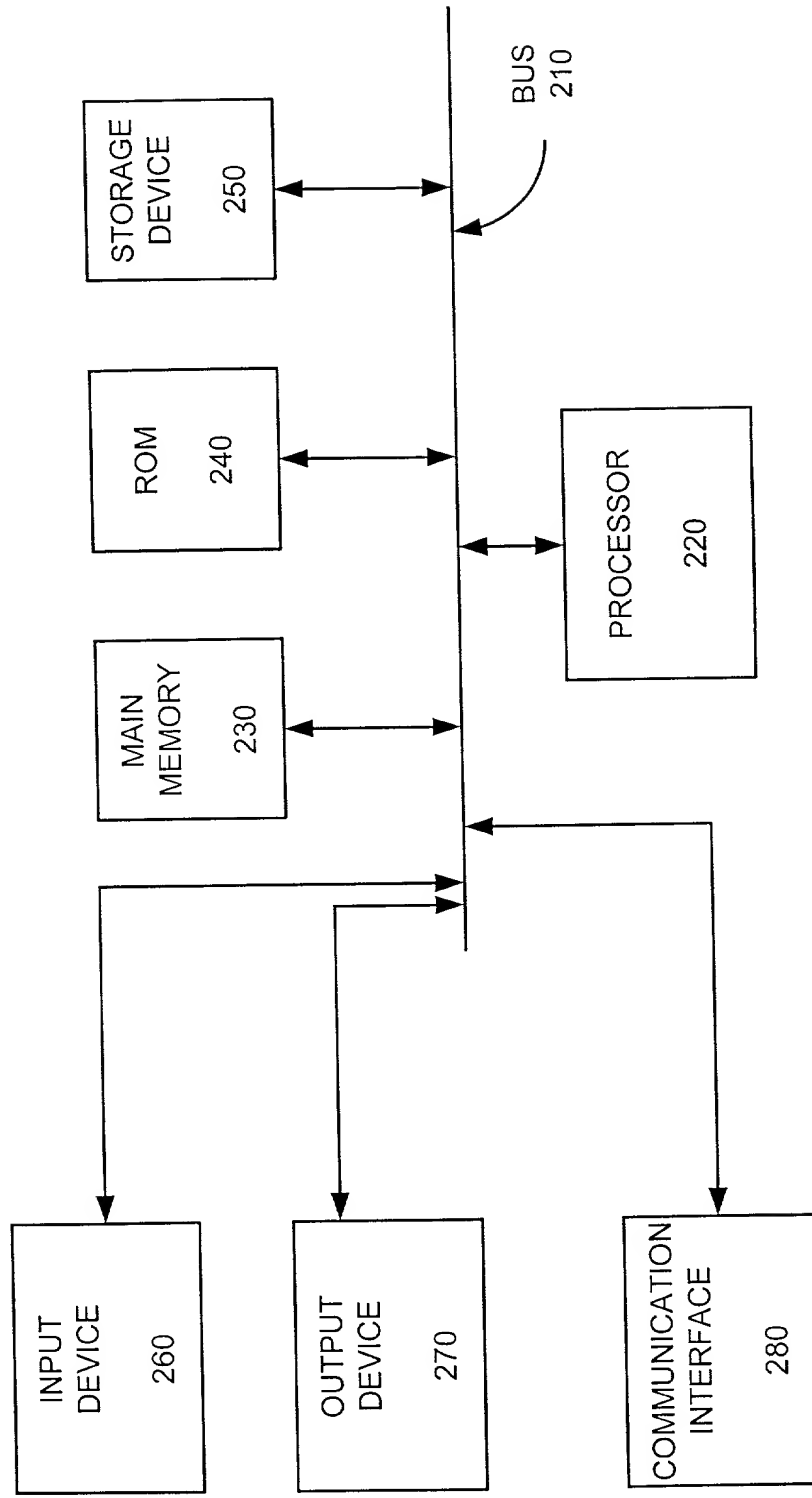 INPUT
DEVICE
260
OUTPUT
DEVICE
270
COMMUNICATION
INTERFACE
280
MAIN
MEMORY
230
ROM
240
STORAGE
DEVICE
250
PROCESSOR
220
BUS
210